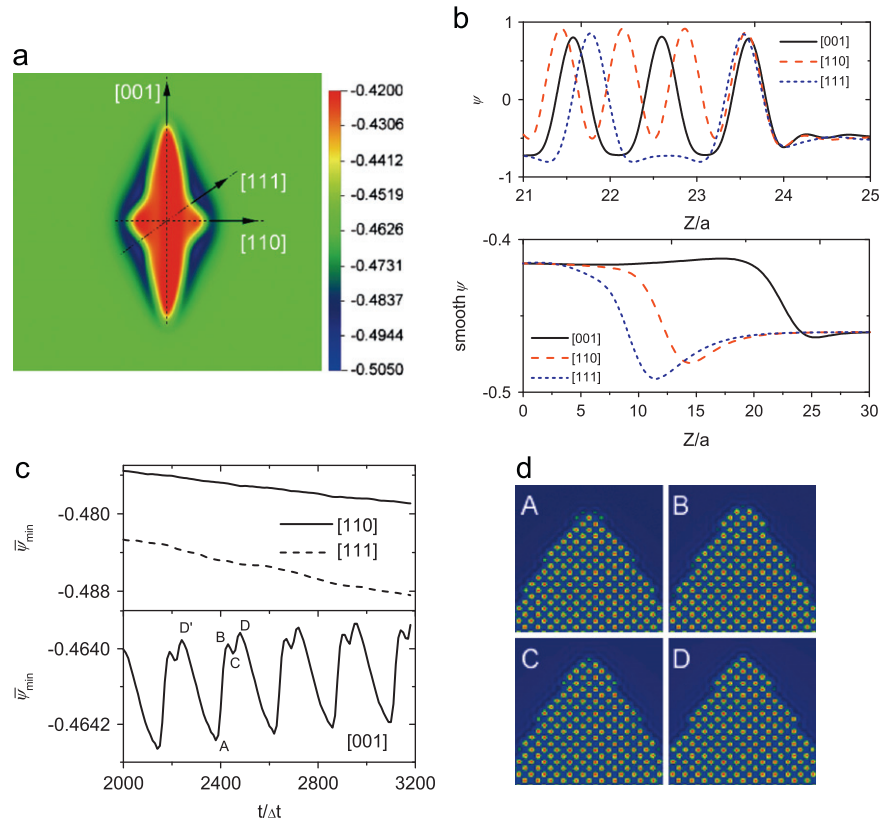 a
[001]
[111]
[110]
-0.4200
-0.4306
-0.4412
-0.4519
-0.4626
-0.4731
-0.4837
-0.4944
-0.5050
b
1
0
-1
ψ
[001]
[110]
[111]
21 22 23 24 25
Z/a
-0.4
-0.5
smooth ψ
[001]
[110]
[111]
0 5 10 15 20 25 30
Z/a
c
-0.480
-0.488
ψ̅min
[110]
[111]
-0.4640
-0.4642
ψ̅min
D'
B
D
C
A
[001]
2000 2400 2800 3200
t/Δt
d
A
B
C
D